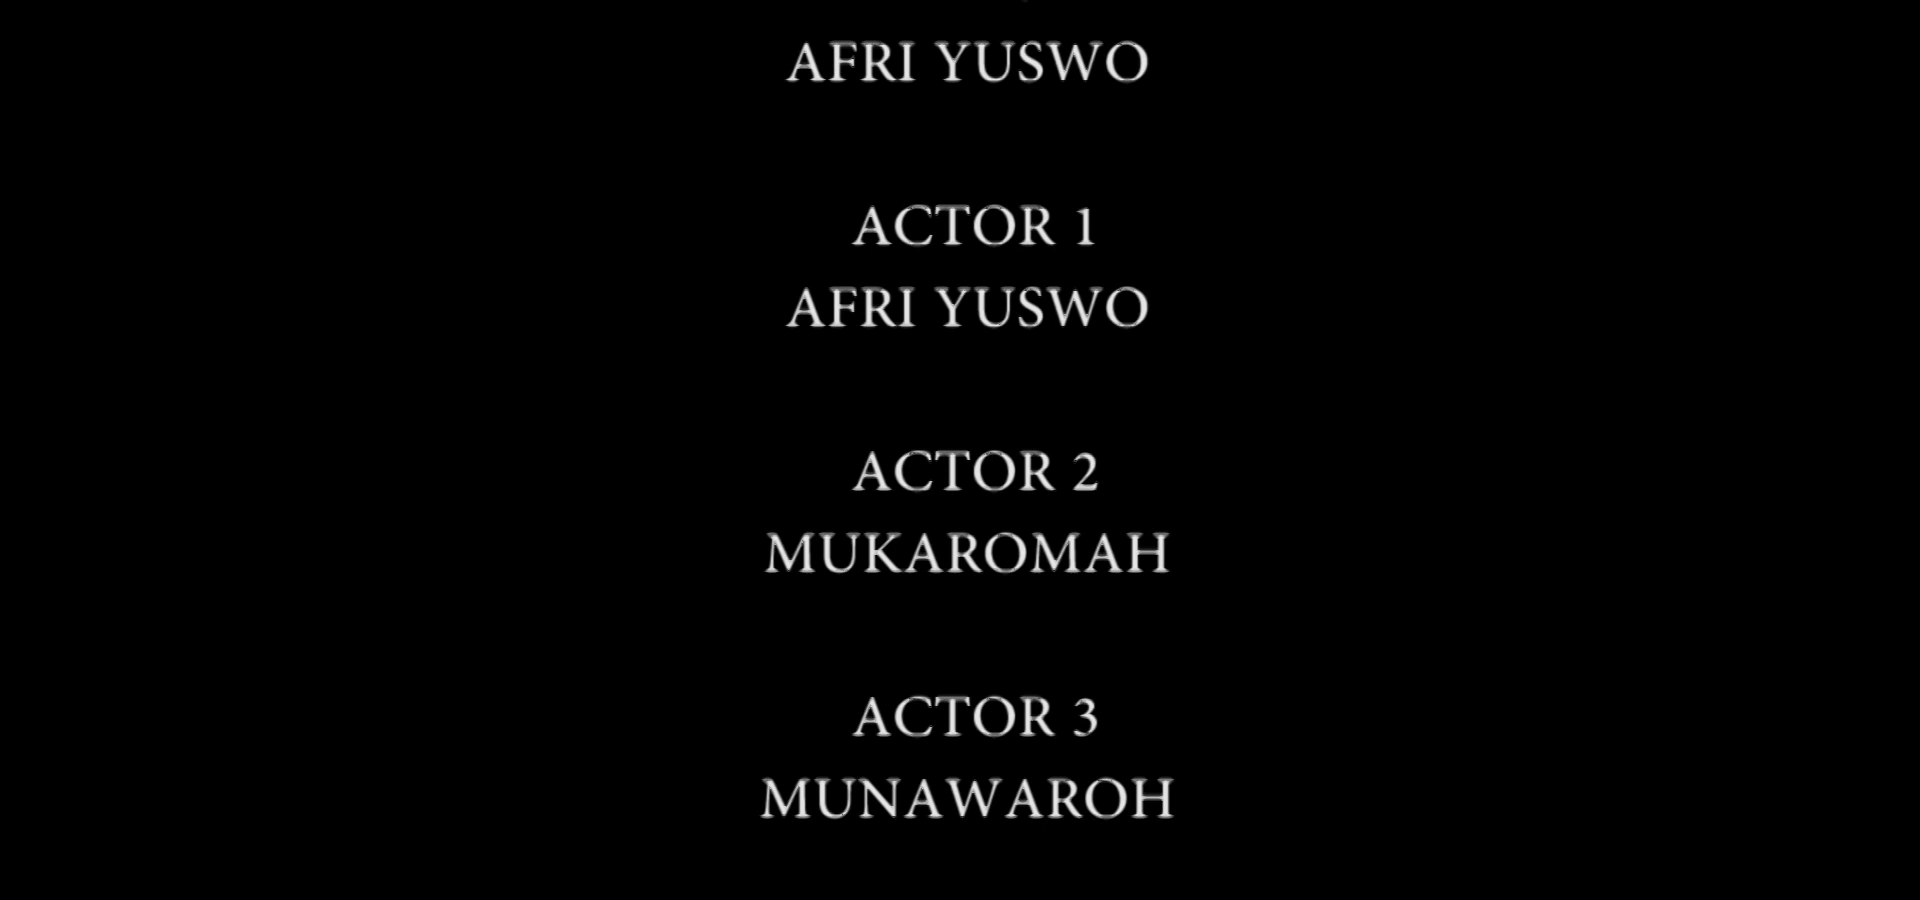 AFRI YUSWO
ACTOR 1
AFRI YUSWO
ACTOR 2
MUKAROMAH
ACTOR 3
MUNAWAROH